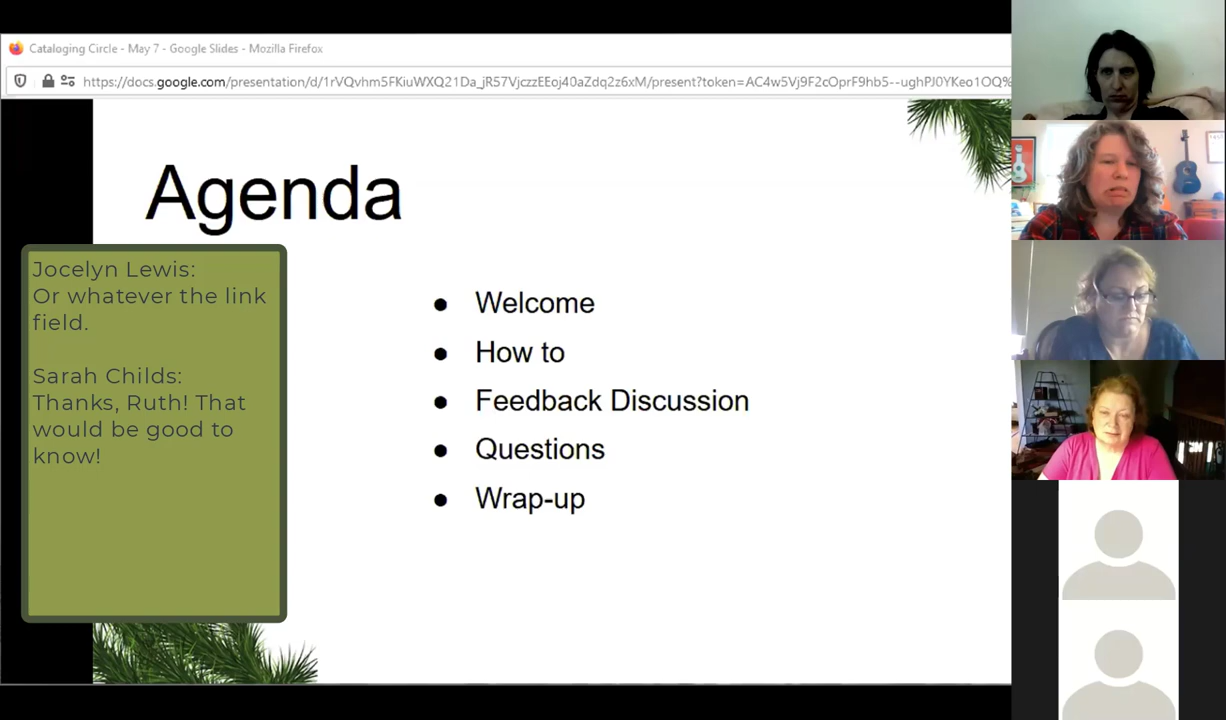 Cataloging Circle - May 7 - Google Slides - Mozilla Firefox
https://docs.google.com/presentation/d/1rVQvhm5FKiuWXQ21Da_jR57VjczzEEoj40aZdq2z6xM/present?token=AC4w5Vj9F2cOprF9hb5--ughPJ0YKeo1OQ%
Agenda
Jocelyn Lewis:
Or whatever the link
field.
Sarah Childs:
Thanks, Ruth! That
would be good to
know!
● Welcome
● How to
● Feedback Discussion
● Questions
● Wrap-up